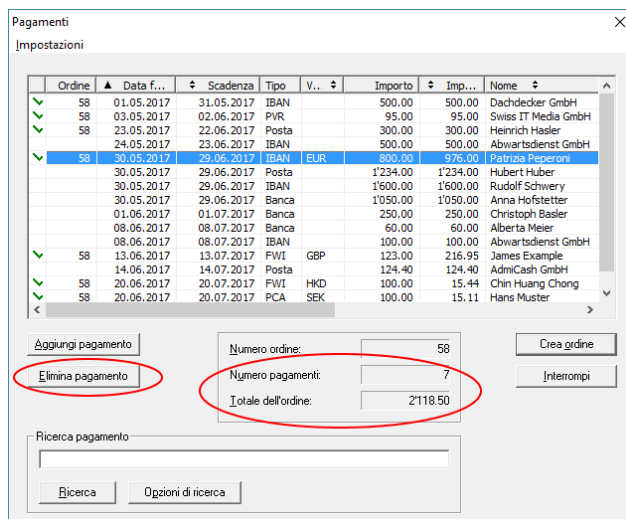 Pagamenti
Impostazioni
Ordine Data f... Scadenza Tipo V... Importo Imp... Nome
58 01.05.2017 31.05.2017 IBAN 500.00 500.00 Dachdecker GmbH
58 03.05.2017 02.06.2017 PVR 95.00 95.00 Swiss IT Media GmbH
58 23.05.2017 22.06.2017 Posta 300.00 300.00 Heinrich Hasler
24.05.2017 23.06.2017 IBAN 500.00 500.00 Abwartsdienst GmbH
58 30.05.2017 29.06.2017 IBAN EUR 800.00 976.00 Patrizia Peperoni
30.05.2017 29.06.2017 Posta 1'234.00 1'234.00 Hubert Huber
30.05.2017 29.06.2017 IBAN 1'600.00 1'600.00 Rudolf Schwery
30.05.2017 29.06.2017 Banca 1'050.00 1'050.00 Anna Hofstetter
01.06.2017 01.07.2017 Banca 250.00 250.00 Christoph Basler
08.06.2017 08.07.2017 Banca 60.00 60.00 Alberta Meier
08.06.2017 08.07.2017 IBAN 100.00 100.00 Abwartsdienst GmbH
58 13.06.2017 13.07.2017 FWI GBP 123.00 216.95 James Example
14.06.2017 14.07.2017 Posta 124.40 124.40 AdmiCash GmbH
58 20.06.2017 20.07.2017 FWI HKD 100.00 15.44 Chin Huang Chong
58 20.06.2017 20.07.2017 PCA SEK 100.00 15.11 Hans Muster
Aggiungi pagamento
Elimina pagamento
Numero ordine: 58
Numero pagamenti: 7
Totale dell'ordine: 2'118.50
Crea ordine
Interrompi
Ricerca pagamento
Ricerca
Opzioni di ricerca